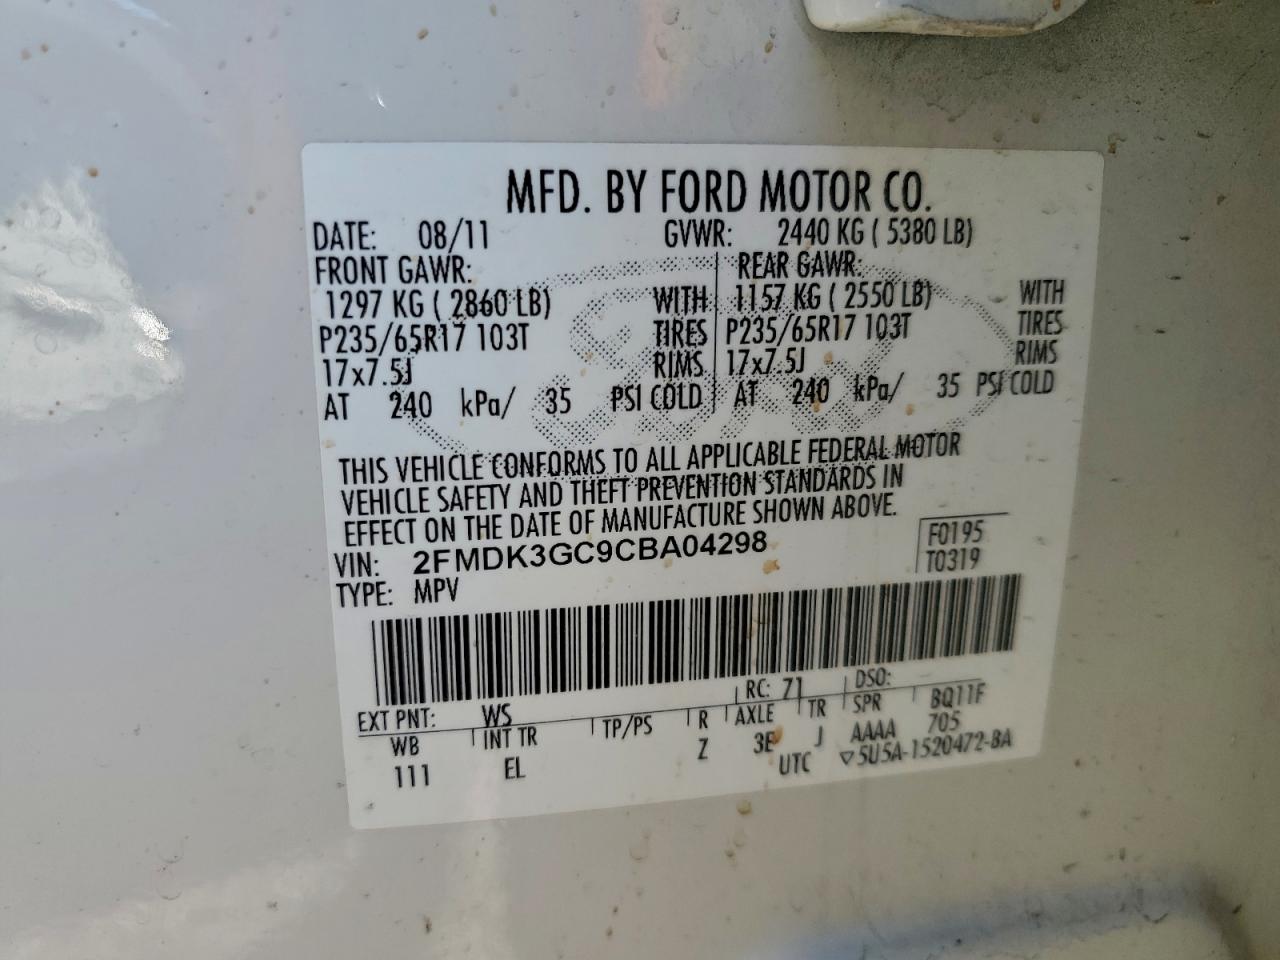 MFD. BY FORD MOTOR CO.
DATE: 08/11 GVWR: 2440 KG ( 5380 LB)
FRONT GAWR: REAR GAWR:
1297 KG ( 2860 LB) WITH 1157 KG ( 2550 LB) WITH
P235/65R17 103T TIRES P235/65R17 103T TIRES
17x7.5J RIMS 17x7.5J RIMS
AT 240 kPa/ 35 PSI COLD AT 240 kPa/ 35 PSI COLD
THIS VEHICLE CONFORMS TO ALL APPLICABLE FEDERAL MOTOR
VEHICLE SAFETY AND THEFT PREVENTION STANDARDS IN
EFFECT ON THE DATE OF MANUFACTURE SHOWN ABOVE.
VIN: 2FMDK3GC9CBA04298 F0195
TYPE: MPV T0319
RC: 71 DSO:
EXT PNT: WS BQ11F
WB INT TR TP/PS R AXLE TR SPR 705
111 EL Z 3E J AAAA
UTC ▽5U5A-1520472-BA